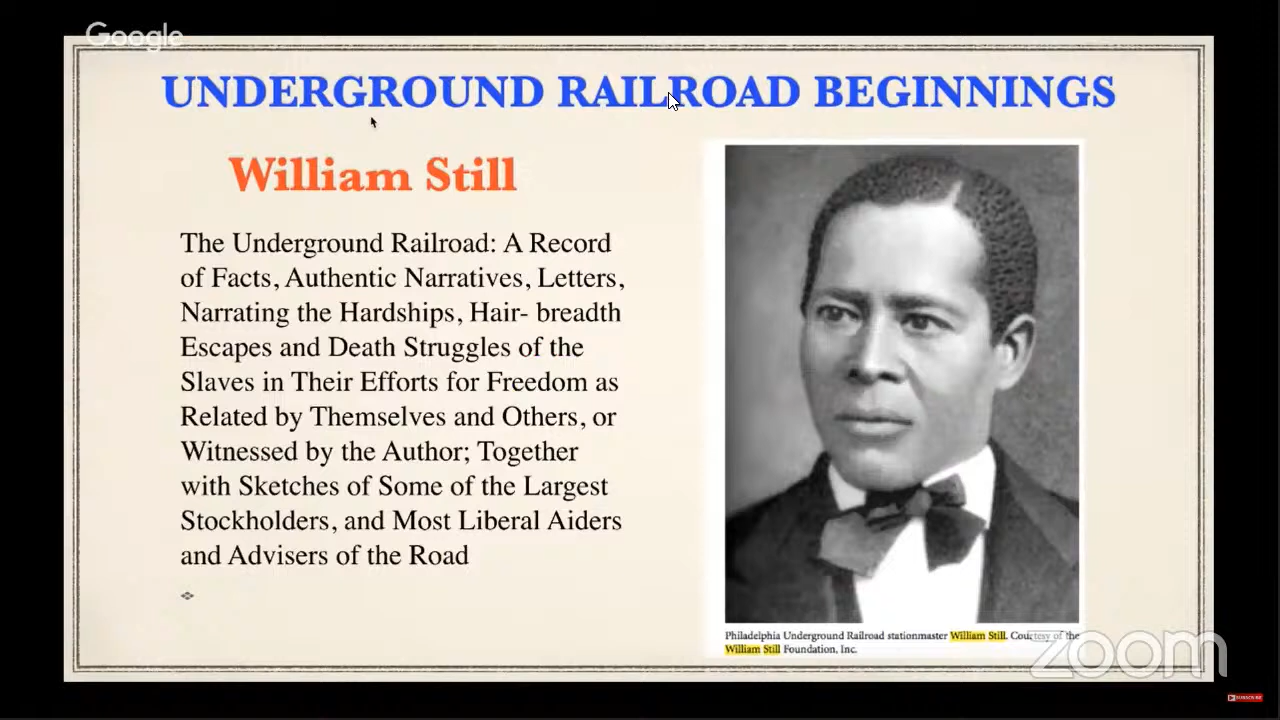 Google
UNDERGROUND RAILROAD BEGINNINGS
William Still
The Underground Railroad: A Record
of Facts, Authentic Narratives, Letters,
Narrating the Hardships, Hair- breadth
Escapes and Death Struggles of the
Slaves in Their Efforts for Freedom as
Related by Themselves and Others, or
Witnessed by the Author; Together
with Sketches of Some of the Largest
Stockholders, and Most Liberal Aiders
and Advisers of the Road
Philadelphia Underground Railroad stationmaster William Still. Courtesy of the
William Still Foundation, Inc.
zoom
SUBSCRIBE